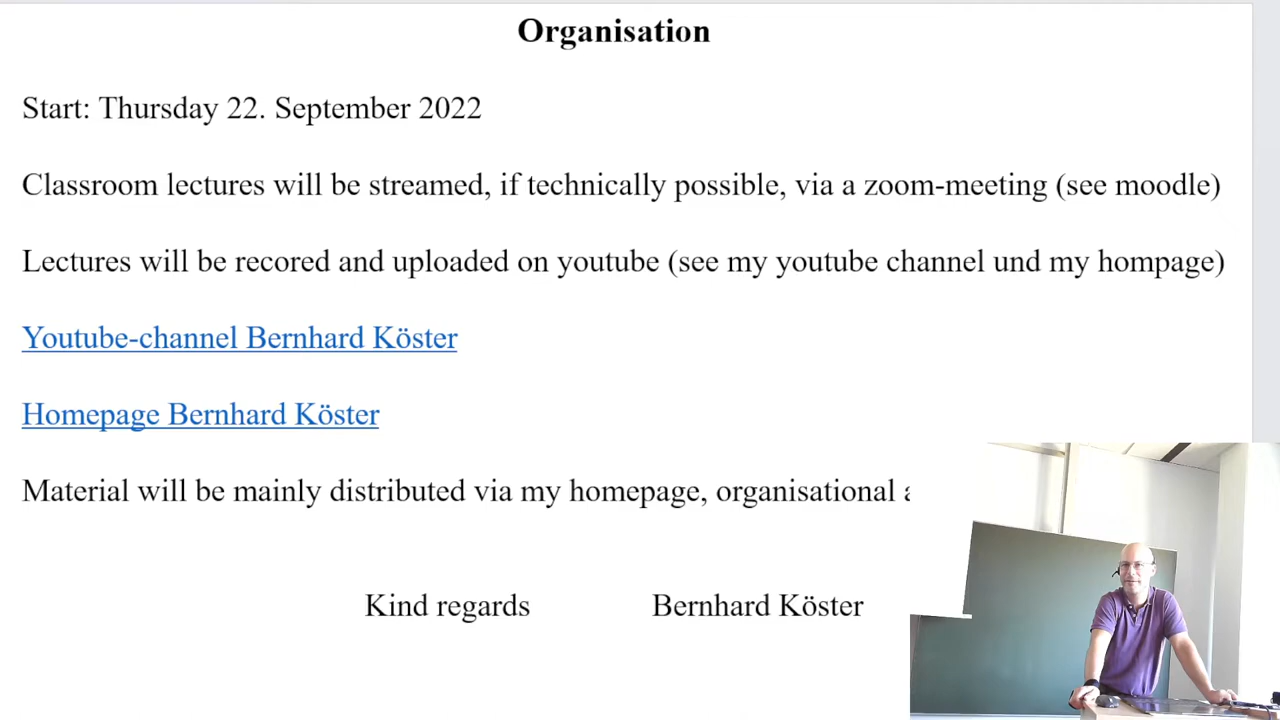 Organisation
Start: Thursday 22. September 2022
Classroom lectures will be streamed, if technically possible, via a zoom-meeting (see moodle)
Lectures will be recored and uploaded on youtube (see my youtube channel und my hompage)
Youtube-channel Bernhard Köster
Homepage Bernhard Köster
Material will be mainly distributed via my homepage, organisational
Kind regards Bernhard Köster